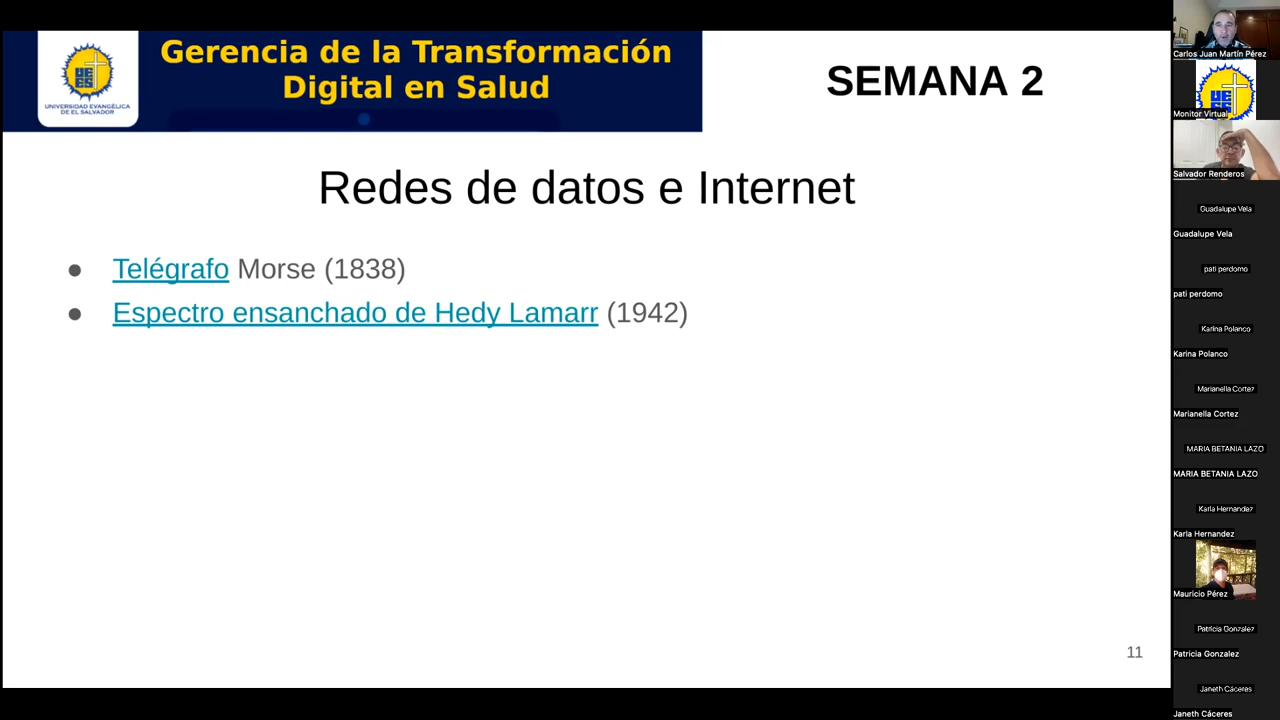 Gerencia de la Transformación
Digital en Salud
UNIVERSIDAD EVANGÉLICA
DE EL SALVADOR
SEMANA 2
Redes de datos e Internet
● Telégrafo Morse (1838)
● Espectro ensanchado de Hedy Lamarr (1942)
11
Carlos Juan Martín Pérez
Monitor Virtual
Salvador Renderos
Guadalupe Vela
Guadalupe Vela
pati perdomo
pati perdomo
Karina Polanco
Karina Polanco
Marianella Cortez
Marianella Cortez
MARIA BETANIA LAZO
MARIA BETANIA LAZO
Karla Hernandez
Karla Hernandez
Mauricio Pérez
Patricia Gonzalez
Patricia Gonzalez
Janeth Cáceres
Janeth Cáceres